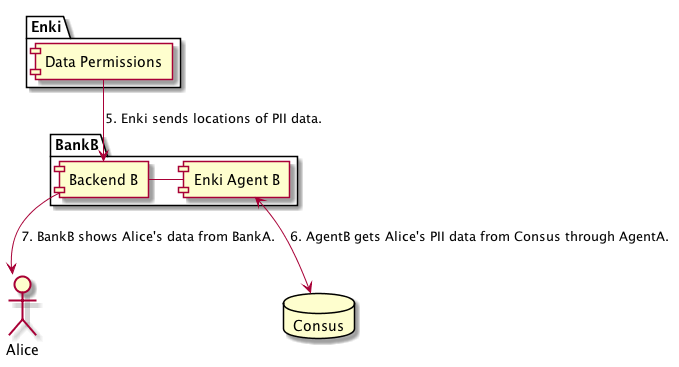 Enki
Data Permissions
5. Enki sends locations of PII data.
BankB
Backend B
Enki Agent B
7. BankB shows Alice's data from BankA.
6. AgentB gets Alice's PII data from Consus through AgentA.
Consus
Alice